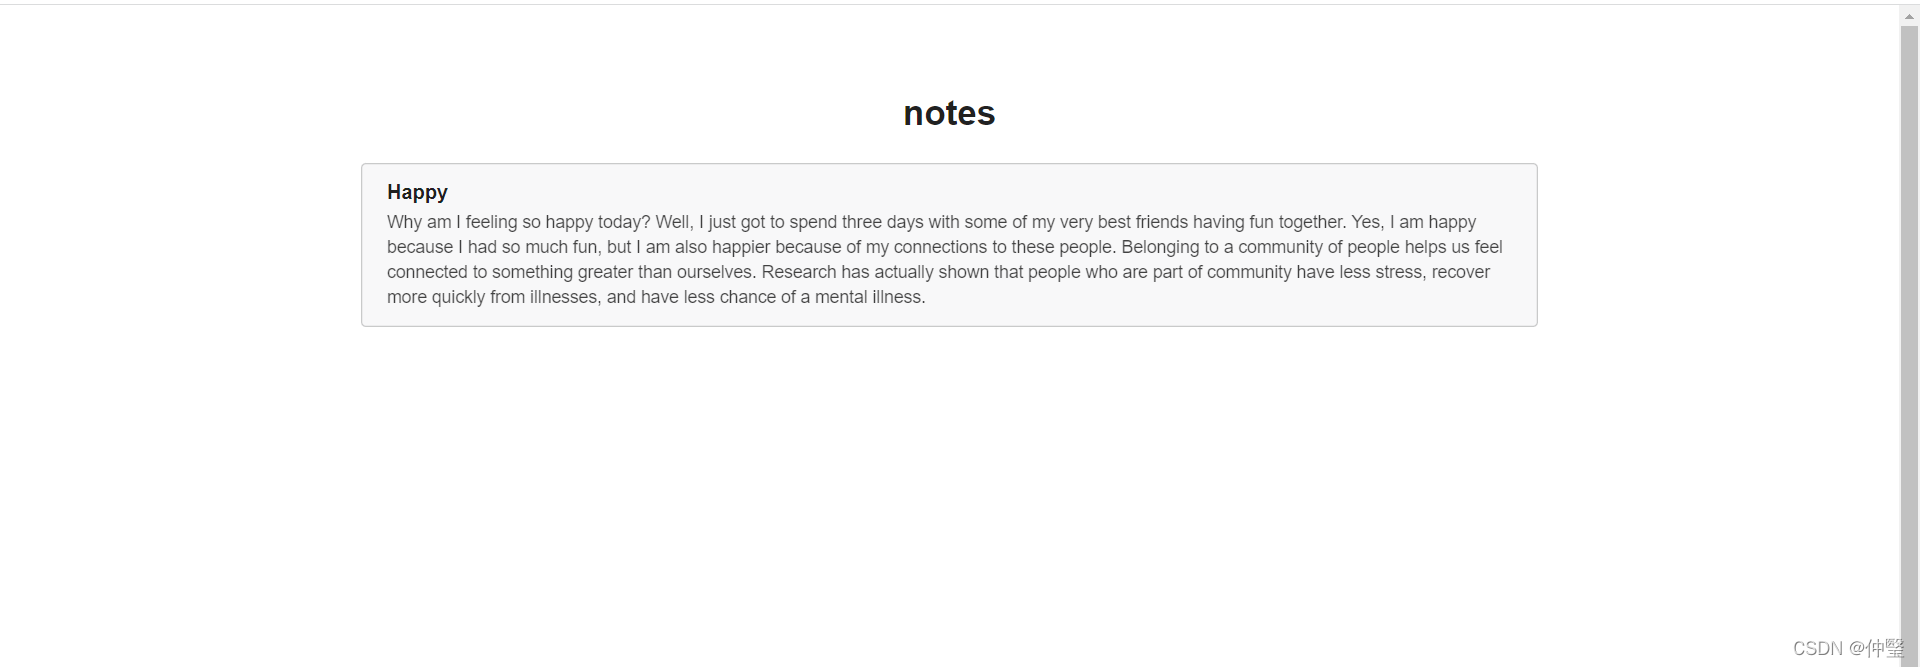 notes
Happy
Why am I feeling so happy today? Well, I just got to spend three days with some of my very best friends having fun together. Yes, I am happy
because I had so much fun, but I am also happier because of my connections to these people. Belonging to a community of people helps us feel
connected to something greater than ourselves. Research has actually shown that people who are part of community have less stress, recover
more quickly from illnesses, and have less chance of a mental illness.
CSDN @仲瑿